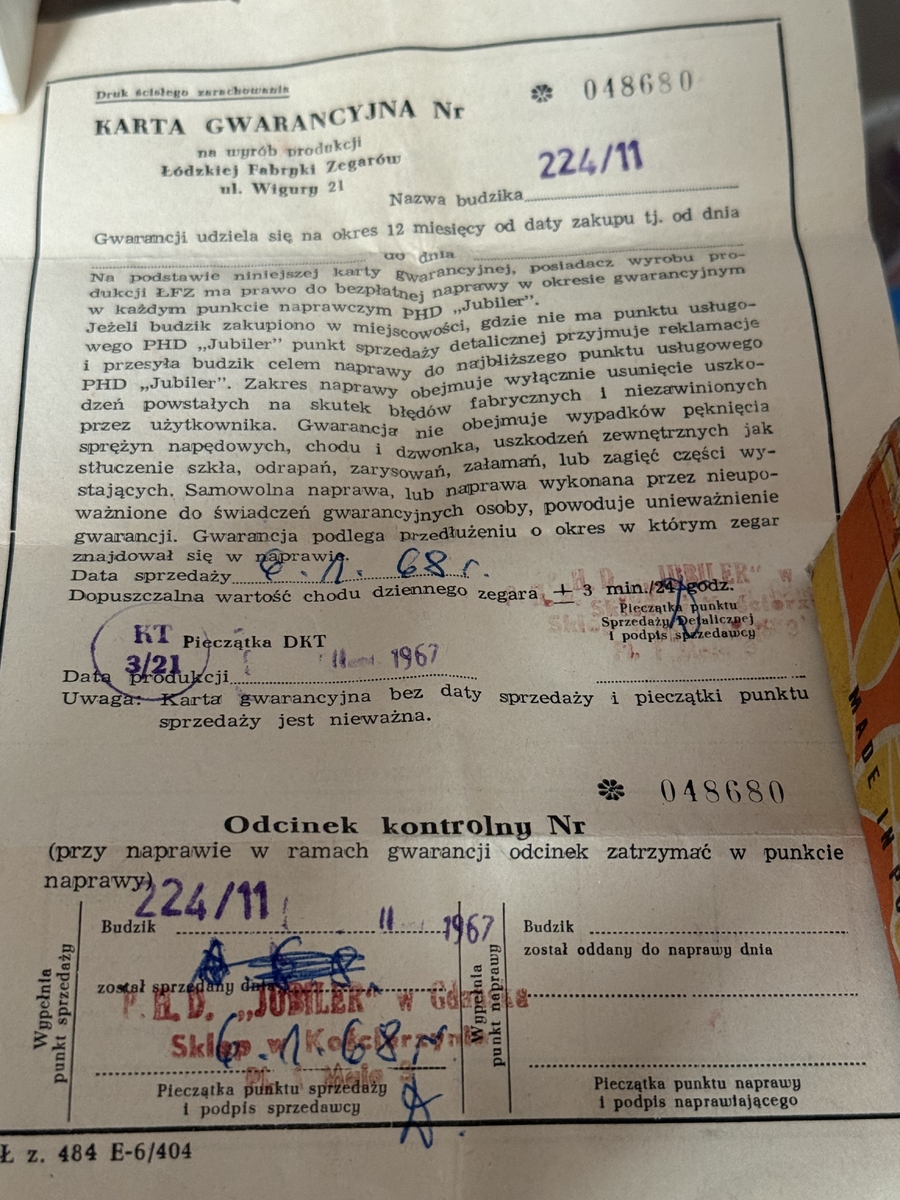 Druk ścisłego zarachowania
KARTA GWARANCYJNA Nr 048680
na wyrób produkcji
Łódzkiej Fabryki Zegarów
ul. Wigury 21
224/11
Nazwa budzika
Gwarancji udziela się na okres 12 miesięcy od daty zakupu tj. od dnia
do dnia
Na podstawie niniejszej karty gwarancyjnej, posiadacz wyrobu pro-
dukcji ŁFZ ma prawo do bezpłatnej naprawy w okresie gwarancyjnym
w każdym punkcie naprawczym PHD „Jubiler”.
Jeżeli budzik zakupiono w miejscowości, gdzie nie ma punktu usługo-
wego PHD „Jubiler” punkt sprzedaży detalicznej przyjmuje reklamacje
i przesyła budzik celem naprawy do najbliższego punktu usługowego
PHD „Jubiler”. Zakres naprawy obejmuje wyłącznie usunięcie uszko-
dzeń powstałych na skutek błędów fabrycznych i niezawinionych
przez użytkownika. Gwarancja nie obejmuje wypadków pęknięcia
sprężyn napędowych, chodu i dzwonka, uszkodzeń zewnętrznych jak
stłuczenie szkła, odrapań, zarysowań, załamań, lub zagięć części wy-
stających. Samowolna naprawa, lub naprawa wykonana przez nieupo-
ważnione do świadczeń gwarancyjnych osoby, powoduje unieważnienie
gwarancji. Gwarancja podlega przedłużeniu o okres w którym zegar
znajdował się w naprawie.
Data sprzedaży 6.1.68 r.
P.H.D. „JUBILER” w
Dopuszczalna wartość chodu dziennego zegara ± 3 min./24 godz.
Pieczątka punktu
Sprzedaży Detalicznej
i podpis sprzedawcy
KT
3/21
Pieczątka DKT
Data produkcji II 1967
Uwaga: Karta gwarancyjna bez daty sprzedaży i pieczątki punktu
sprzedaży jest nieważna.
048680
Odcinek kontrolny Nr
(przy naprawie w ramach gwarancji odcinek zatrzymać w punkcie
naprawy)
Wypełnia
punkt sprzedaży
224/11
Budzik II 1967
został sprzedany dnia
P.H.D. „JUBILER” w Gdańsku
Sklep w Kościerzynie
6.1.68 r.
Pl. 1 Maja
Pieczątka punktu sprzedaży
i podpis sprzedawcy
Wypełnia
punkt naprawy
Budzik
został oddany do naprawy dnia
Pieczątka punktu naprawy
i podpis naprawiającego
Ł z. 484 E-6/404
MADE IN PO